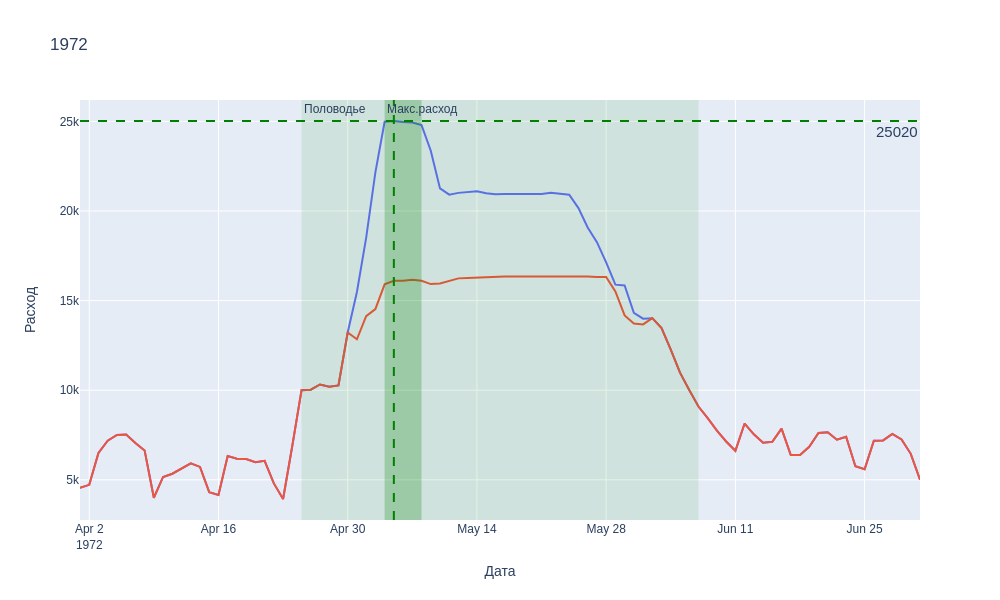 1972
Половодье
Макс.расход
25k
25020
20k
15k
10k
5k
Расход
Apr 2
1972
Apr 16
Apr 30
May 14
May 28
Jun 11
Jun 25
Дата